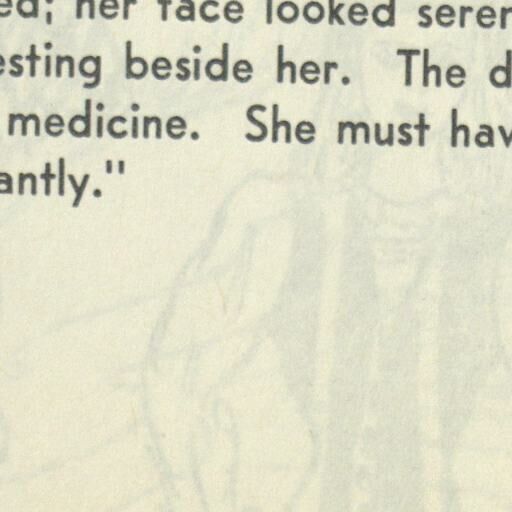 ed; her face looked seren
esting beside her. The d
medicine. She must hav
antly."